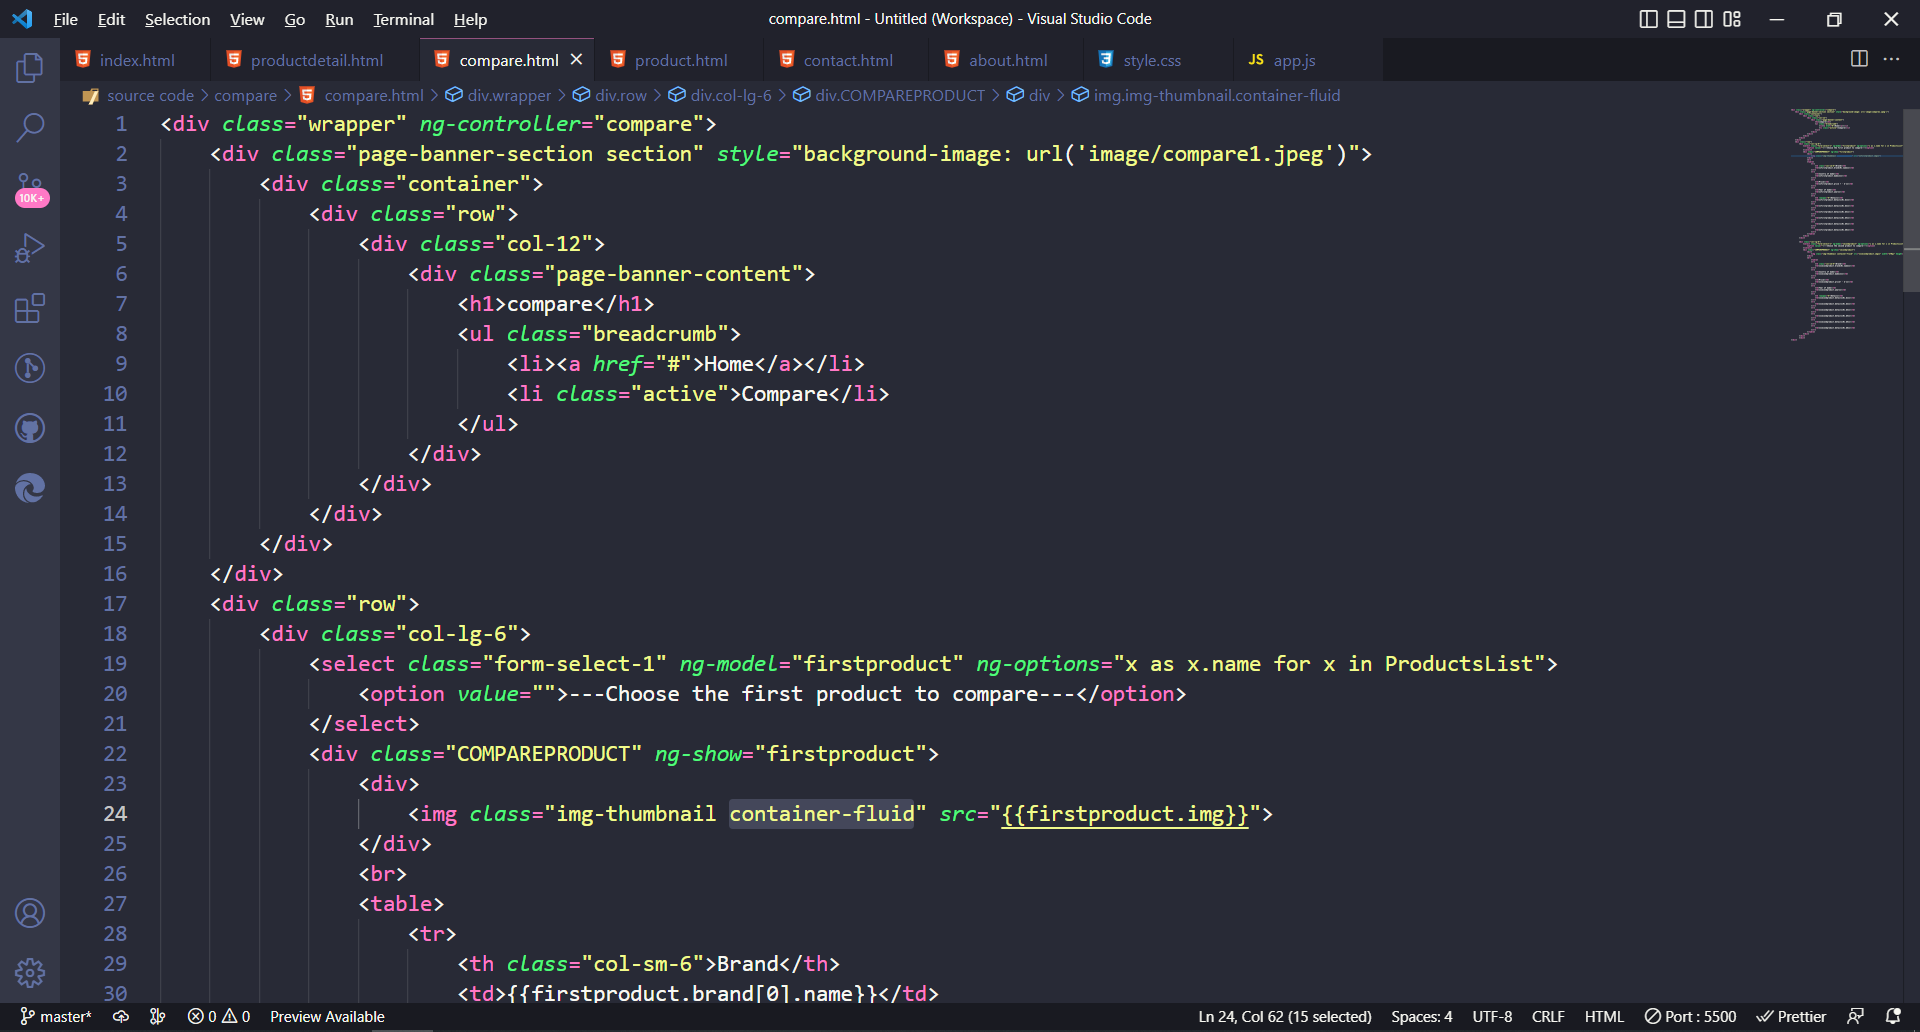 File Edit Selection View Go Run Terminal Help compare.html - Untitled (Workspace) - Visual Studio Code
index.html productdetail.html compare.html product.html contact.html about.html style.css JS app.js
source code > compare > compare.html > div.wrapper > div.row > div.col-lg-6 > div.COMPAREPRODUCT > div > img.img-thumbnail.container-fluid
10K+
1 <div class="wrapper" ng-controller="compare">
2 <div class="page-banner-section section" style="background-image: url('image/compare1.jpeg')">
3 <div class="container">
4 <div class="row">
5 <div class="col-12">
6 <div class="page-banner-content">
7 <h1>compare</h1>
8 <ul class="breadcrumb">
9 <li><a href="#">Home</a></li>
10 <li class="active">Compare</li>
11 </ul>
12 </div>
13 </div>
14 </div>
15 </div>
16 </div>
17 <div class="row">
18 <div class="col-lg-6">
19 <select class="form-select-1" ng-model="firstproduct" ng-options="x as x.name for x in ProductsList">
20 <option value="">---Choose the first product to compare---</option>
21 </select>
22 <div class="COMPAREPRODUCT" ng-show="firstproduct">
23 <div>
24 <img class="img-thumbnail container-fluid" src="{{firstproduct.img}}">
25 </div>
26 <br>
27 <table>
28 <tr>
29 <th class="col-sm-6">Brand</th>
30 <td>{{firstproduct.brand[0].name}}</td>
master* 0 0 Preview Available Ln 24, Col 62 (15 selected) Spaces: 4 UTF-8 CRLF HTML Port : 5500 Prettier